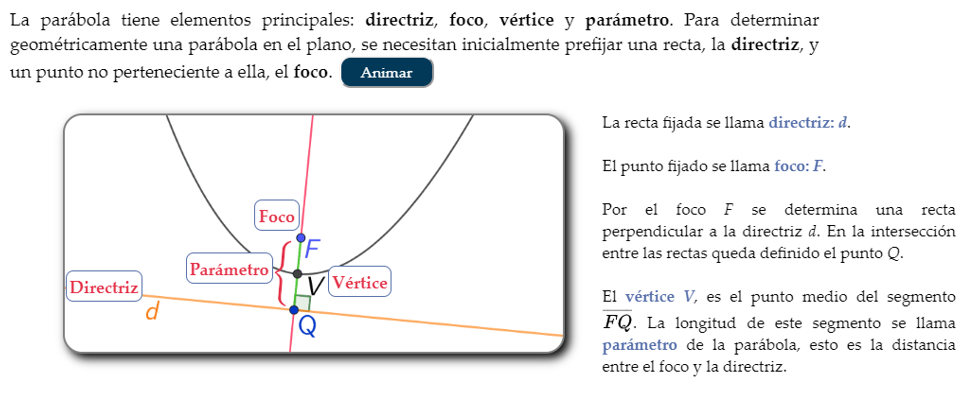 La parábola tiene elementos principales: directriz, foco, vértice y parámetro. Para determinar
geométricamente una parábola en el plano, se necesitan inicialmente prefijar una recta, la directriz, y
un punto no perteneciente a ella, el foco. Animar
La recta fijada se llama directriz: d.
El punto fijado se llama foco: F.
Por el foco F se determina una recta
perpendicular a la directriz d. En la intersección
entre las rectas queda definido el punto Q.
El vértice V, es el punto medio del segmento
FQ. La longitud de este segmento se llama
parámetro de la parábola, esto es la distancia
entre el foco y la directriz.
Foco
F
Parámetro
V
Vértice
Directriz
d
Q